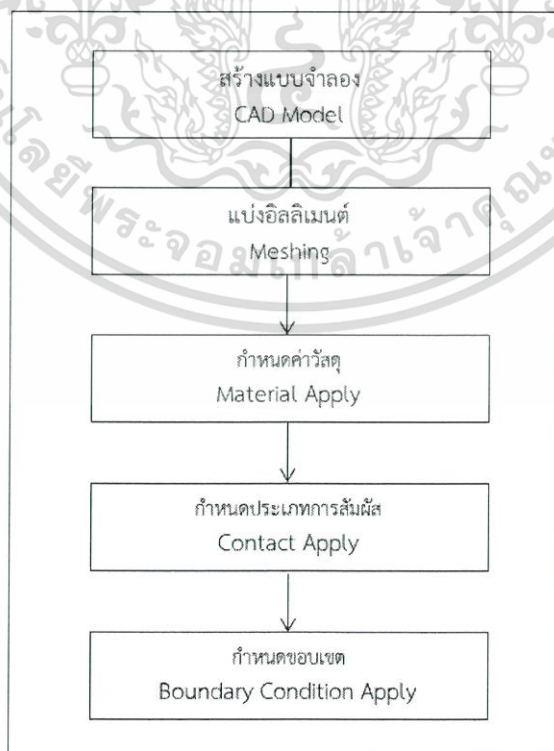 สร้างแบบจำลอง
CAD Model
แบ่งอิลลิเมนต์
Meshing
กำหนดค่าวัสดุ
Material Apply
กำหนดประเภทการสัมผัส
Contact Apply
กำหนดขอบเขต
Boundary Condition Apply